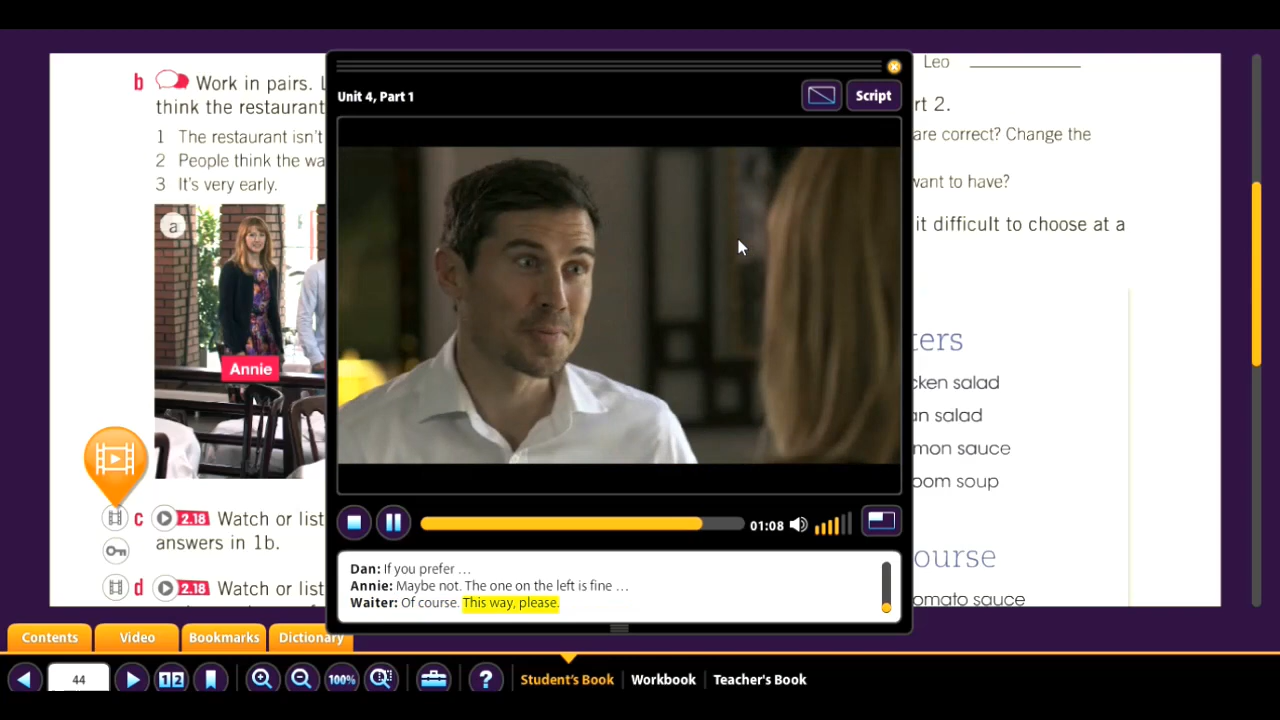 b Work in pairs. L
think the restaurant
1 The restaurant isn't
2 People think the wa
3 It's very early.
a
Annie
c 2.18 Watch or list
answers in 1b.
d 2.18 Watch or list
Unit 4, Part 1
Script
01:08
Dan: If you prefer …
Annie: Maybe not. The one on the left is fine …
Waiter: Of course. This way, please.
Leo
rt 2.
are correct? Change the
want to have?
it difficult to choose at a
ters
cken salad
an salad
mon sauce
oom soup
ourse
omato sauce
Contents Video Bookmarks Dictionary
44 1 2 100% ? Student's Book Workbook Teacher's Book